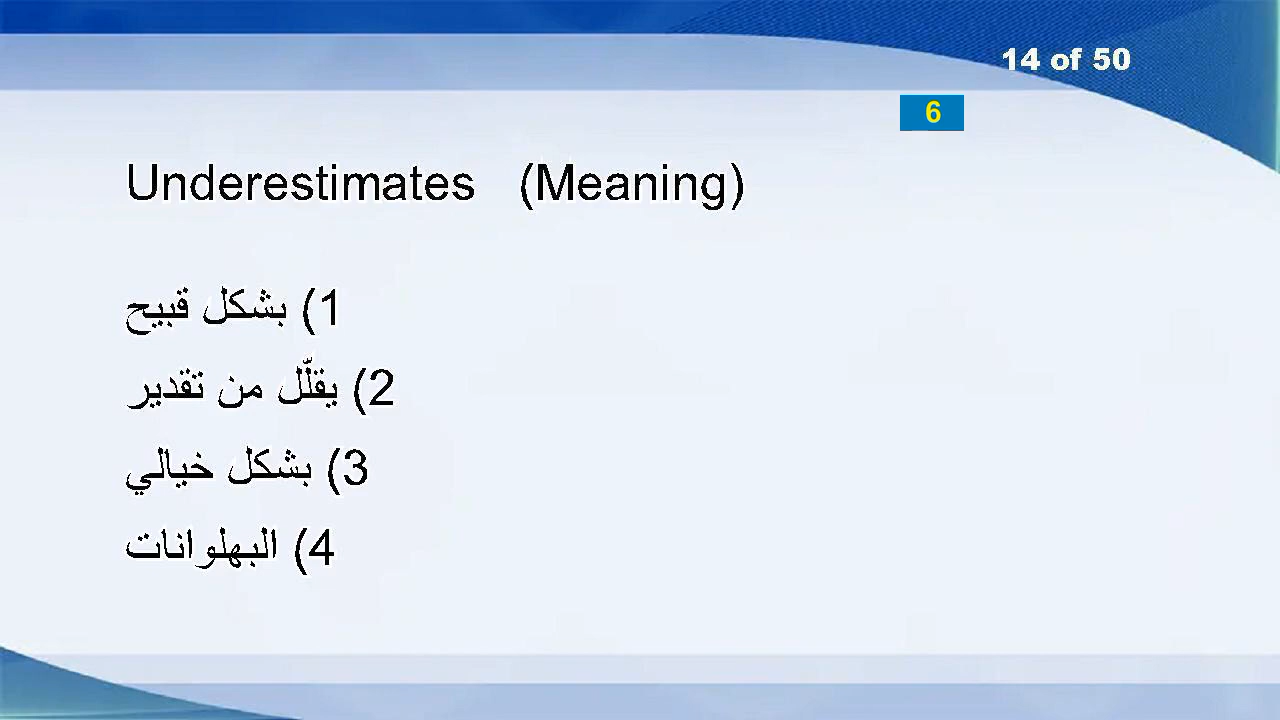 14 of 50
6
Underestimates (Meaning)
1) بشكل قبيح
2) يقلّل من تقدير
3) بشكل خيالي
4) البهلوانات